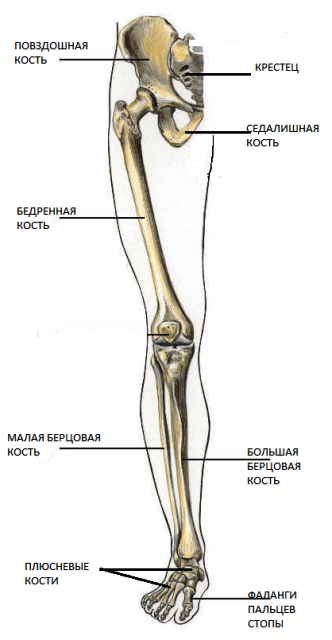 ПОВЗДОШНАЯ
КОСТЬ
КРЕСТЕЦ
СЕДАЛИШНАЯ
КОСТЬ
БЕДРЕННАЯ
КОСТЬ
МАЛАЯ БЕРЦОВАЯ
КОСТЬ
БОЛЬШАЯ
БЕРЦОВАЯ
КОСТЬ
ПЛЮСНЕВЫЕ
КОСТИ
ФАЛАНГИ
ПАЛЬЦЕВ
СТОПЫ